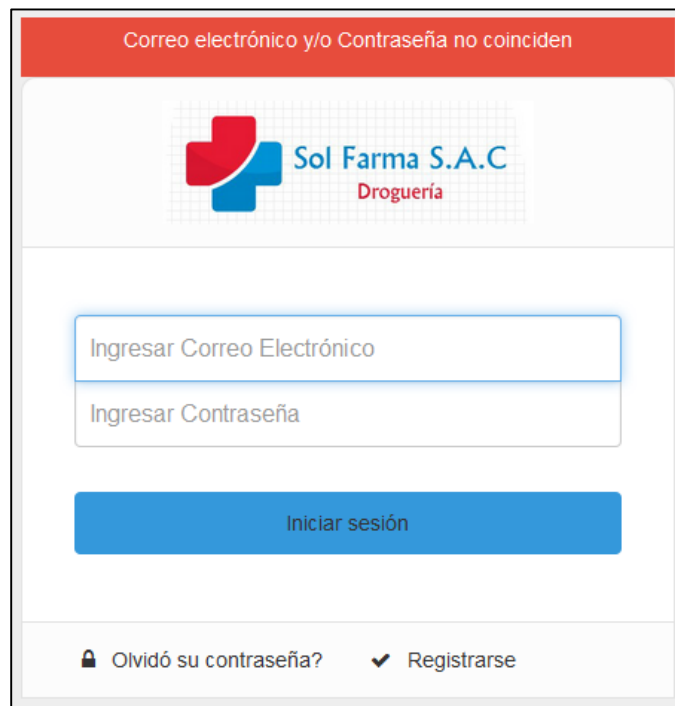 Correo electrónico y/o Contraseña no coinciden
Sol Farma S.A.C
Droguería
Ingresar Correo Electrónico
Ingresar Contraseña
Iniciar sesión
Olvidó su contraseña? Registrarse